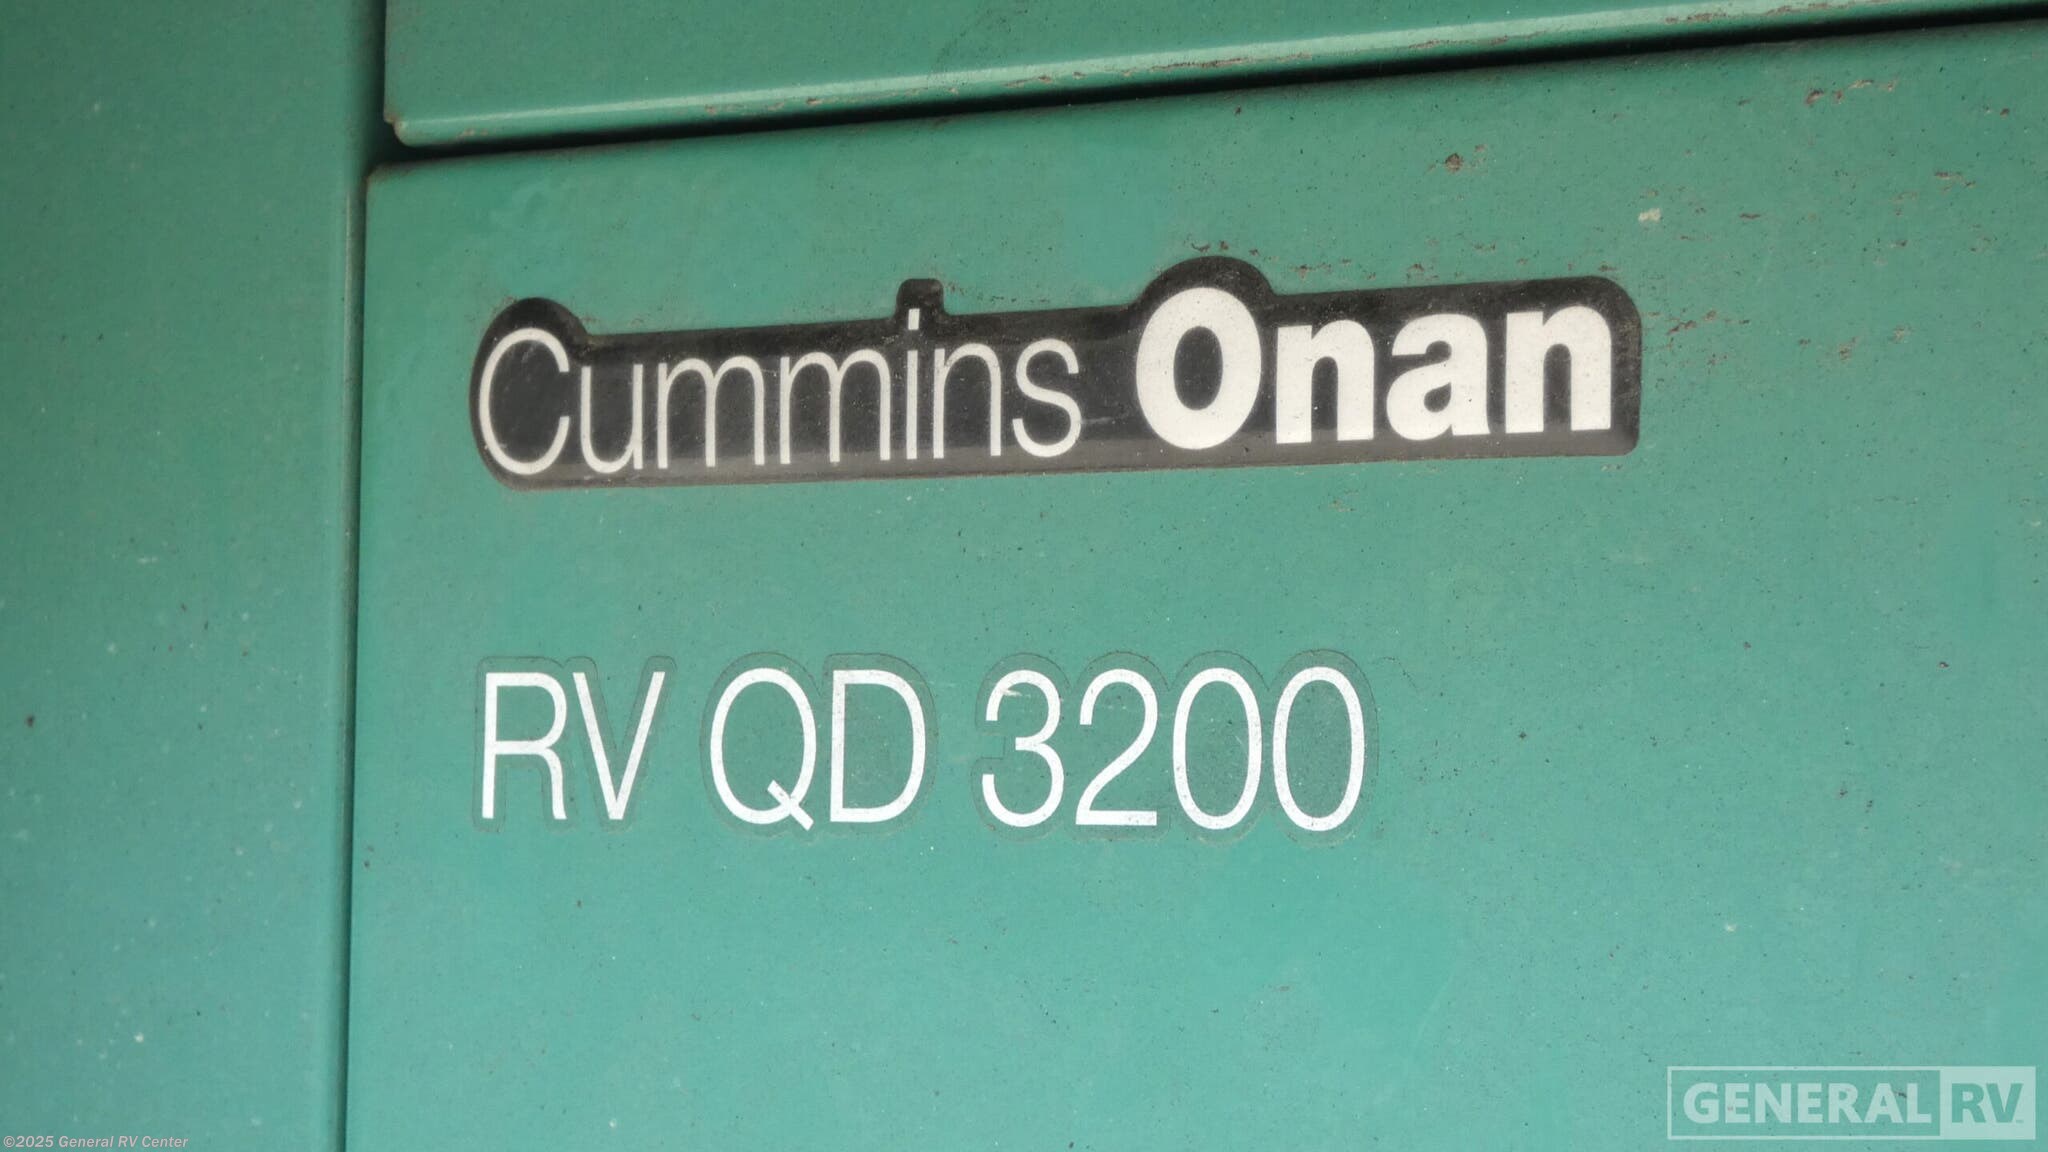 Cummins Onan
RV QD 3200
GENERAL RV
©2025 General RV Center